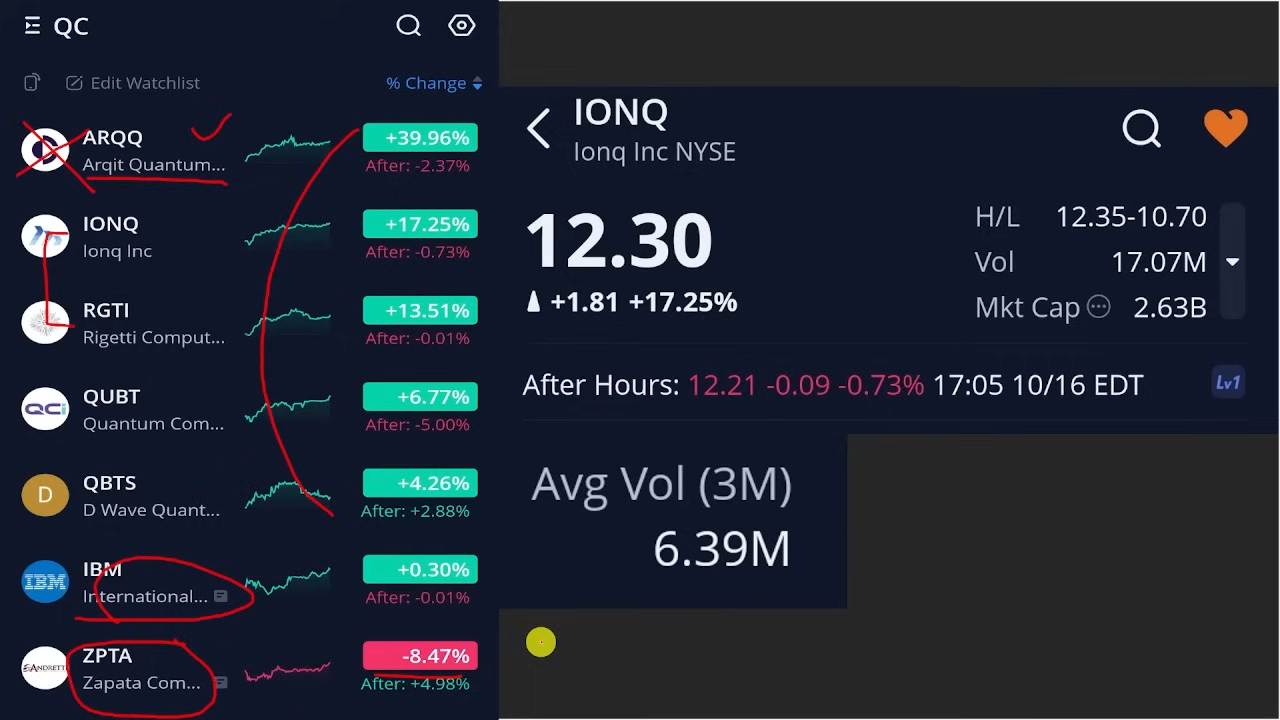 QC
Edit Watchlist
% Change
ARQQ
Arqit Quantum...
+39.96%
After: -2.37%
IONQ
Ionq Inc
+17.25%
After: -0.73%
RGTI
Rigetti Comput...
+13.51%
After: -0.01%
QCi
QUBT
Quantum Com...
+6.77%
After: -5.00%
D
QBTS
D Wave Quant...
+4.26%
After: +2.88%
IBM
IBM
International...
+0.30%
After: -0.01%
ANDRETTI
ZPTA
Zapata Com...
-8.47%
After: +4.98%
IONQ
Ionq Inc NYSE
12.30
+1.81 +17.25%
H/L 12.35-10.70
Vol 17.07M
Mkt Cap 2.63B
After Hours: 12.21 -0.09 -0.73% 17:05 10/16 EDT
Lv1
Avg Vol (3M)
6.39M